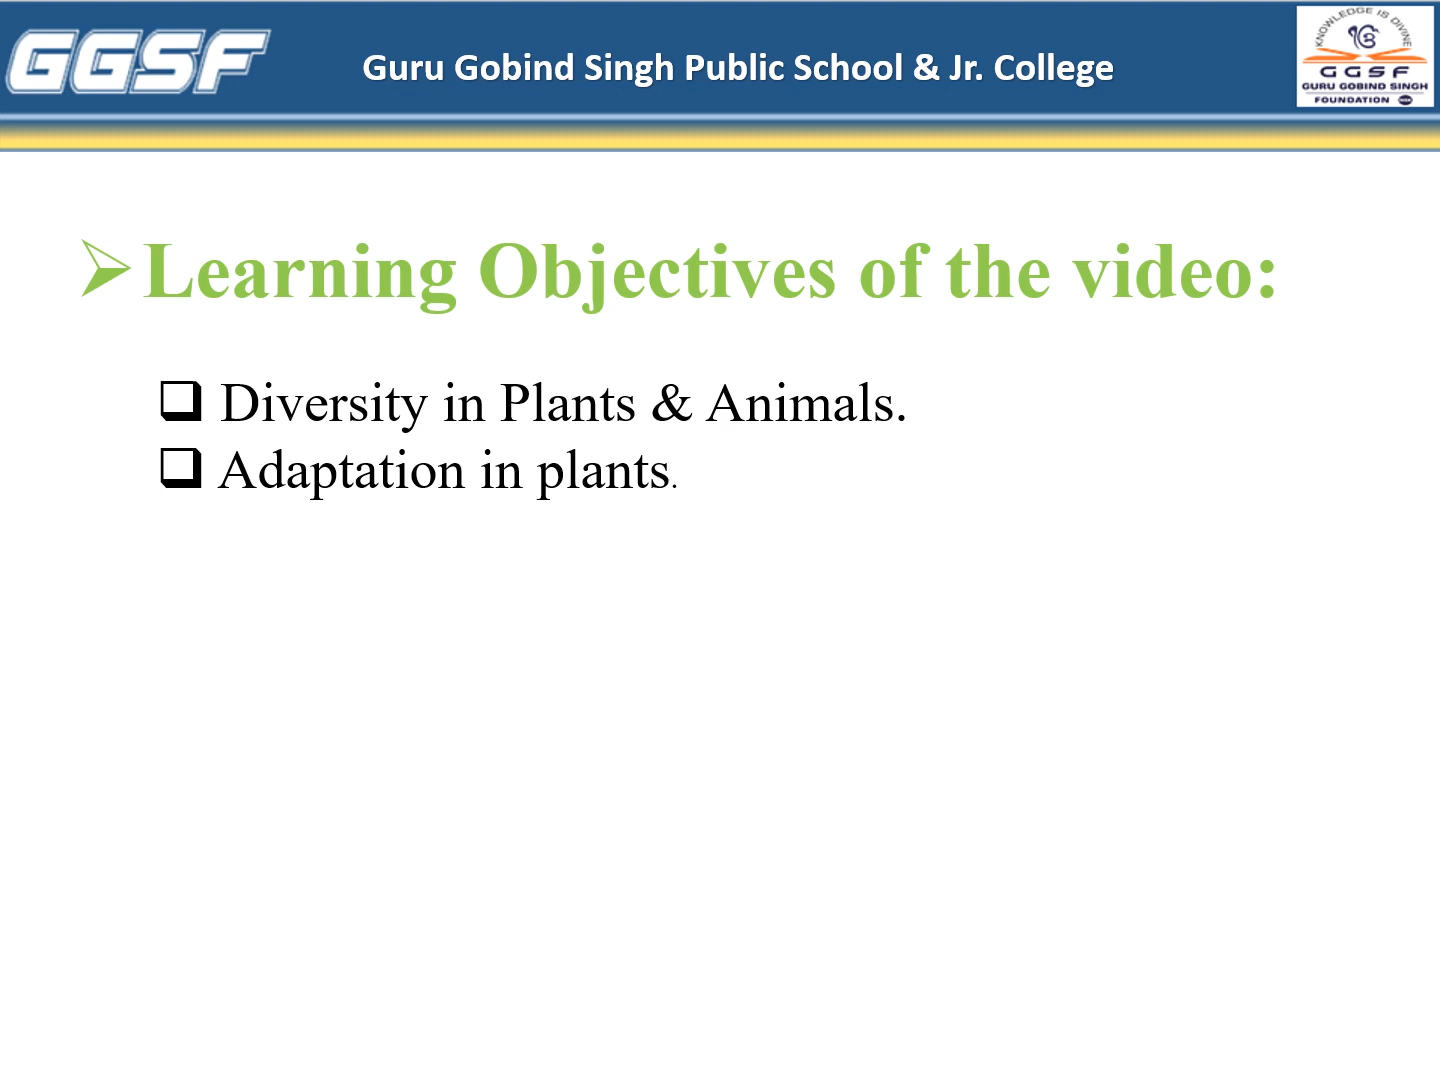 GGSF
Guru Gobind Singh Public School & Jr. College
KNOWLEDGE IS DIVINE
GGSF
GURU GOBIND SINGH
FOUNDATION
➢Learning Objectives of the video:
❑ Diversity in Plants & Animals.
❑ Adaptation in plants.